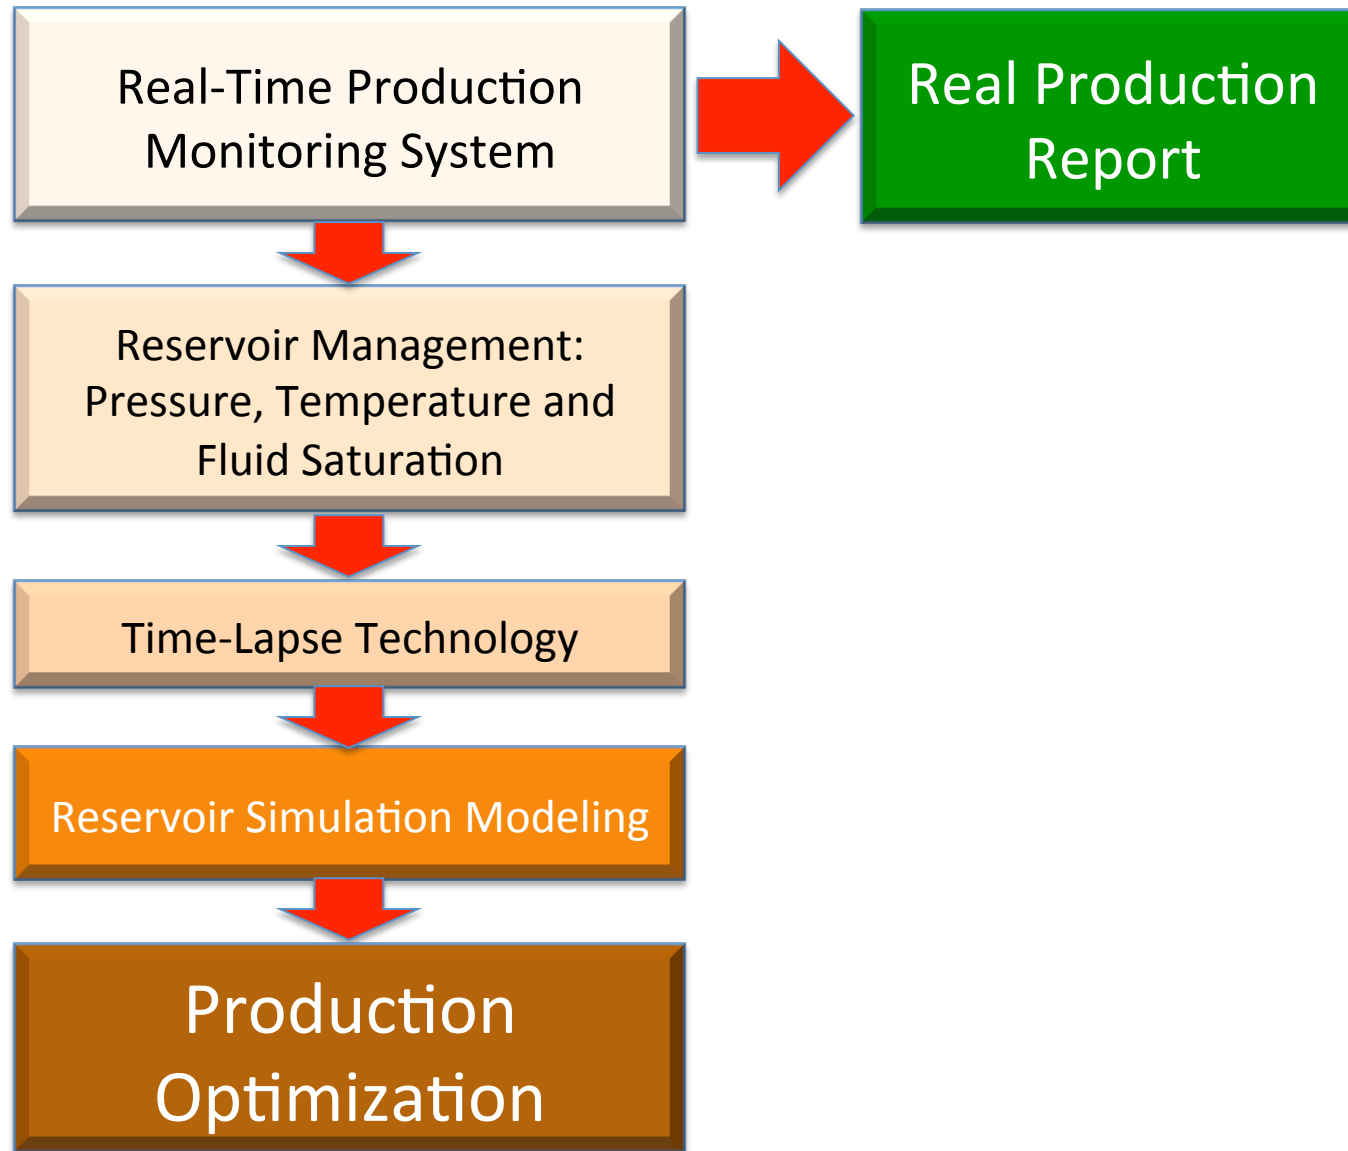 Real-Time Production
Monitoring System
Real Production
Report
Reservoir Management:
Pressure, Temperature and
Fluid Saturation
Time-Lapse Technology
Reservoir Simulation Modeling
Production
Optimization